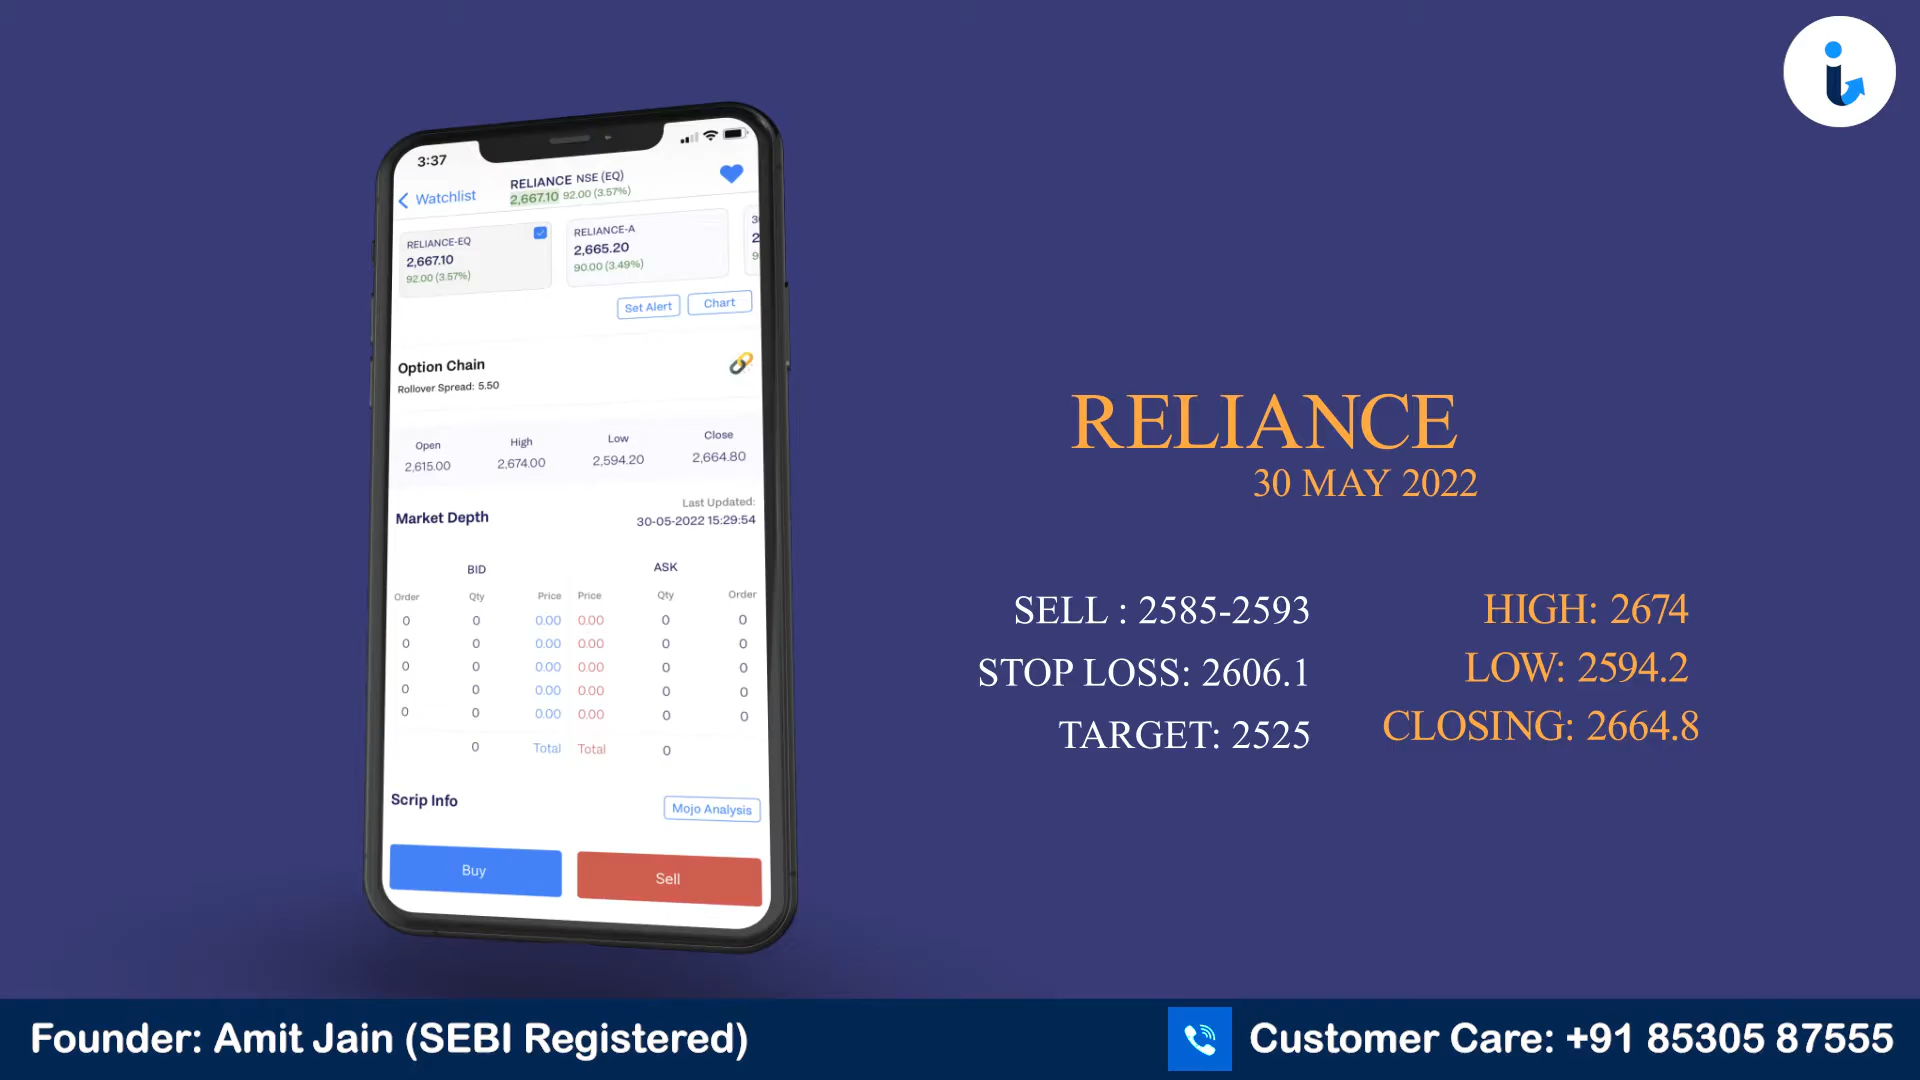 3:37
Watchlist
RELIANCE NSE (EQ)
2,667.10 92.00 (3.57%)
RELIANCE-EQ
2,667.10
92.00 (3.57%)
RELIANCE-A
2,665.20
90.00 (3.49%)
Set Alert
Chart
Option Chain
Rollover Spread: 5.50
Open High Low Close
2,615.00 2,674.00 2,594.20 2,664.80
Market Depth
Last Updated:
30-05-2022 15:29:54
BID ASK
Order Qty Price Price Qty Order
0 0 0.00 0.00 0 0
0 0 0.00 0.00 0 0
0 0 0.00 0.00 0 0
0 0 0.00 0.00 0 0
0 0 0.00 0.00 0 0
0 Total Total 0
Scrip Info
Mojo Analysis
Buy
Sell
RELIANCE
30 MAY 2022
SELL : 2585-2593
STOP LOSS: 2606.1
TARGET: 2525
HIGH: 2674
LOW: 2594.2
CLOSING: 2664.8
Founder: Amit Jain (SEBI Registered)
Customer Care: +91 85305 87555